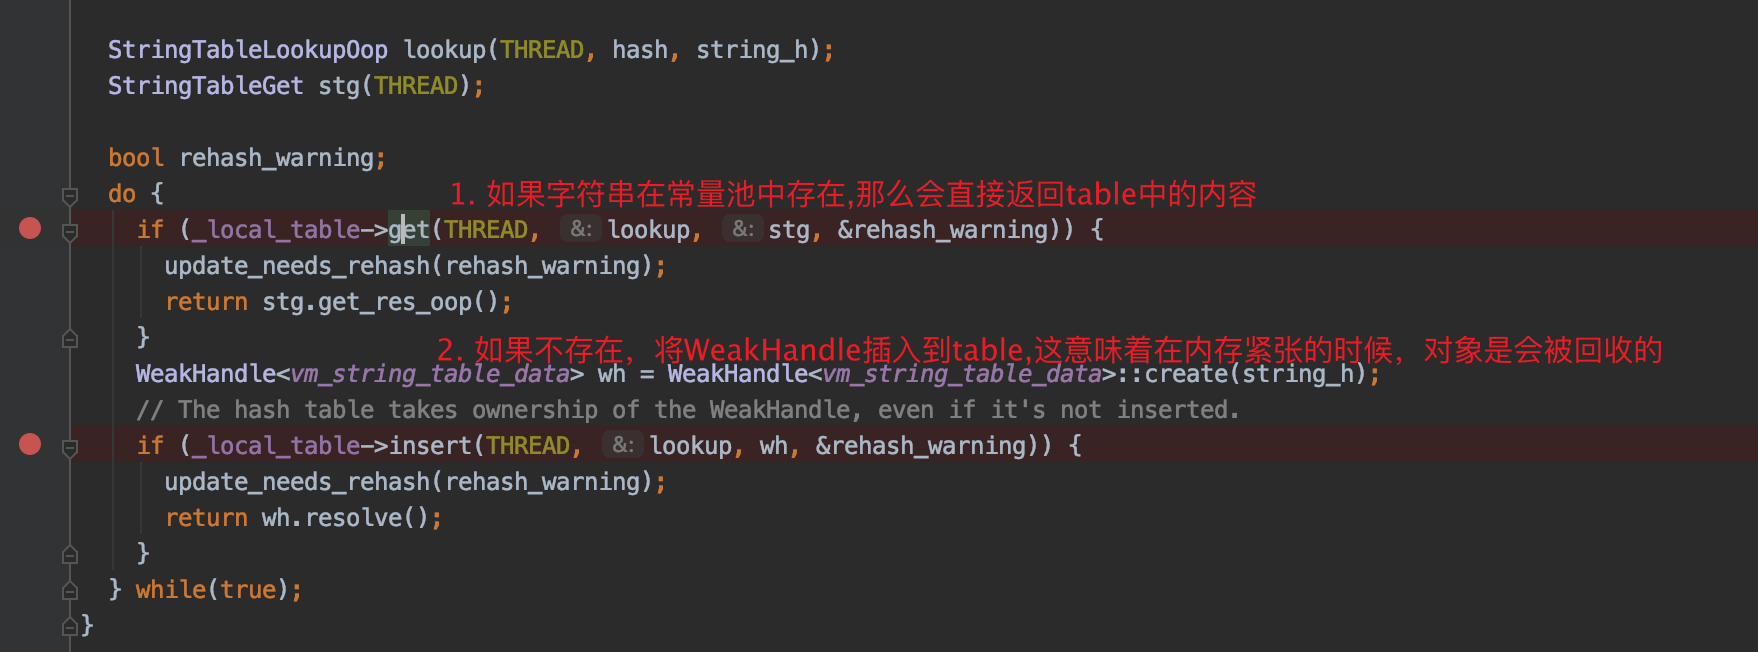 StringTableLookupOop lookup(THREAD, hash, string_h);
StringTableGet stg(THREAD);
bool rehash_warning;
do {
1. 如果字符串在常量池中存在,那么会直接返回table中的内容
if (_local_table->get(THREAD, &: lookup, &: stg, &rehash_warning)) {
update_needs_rehash(rehash_warning);
return stg.get_res_oop();
}
2. 如果不存在，将WeakHandle插入到table,这意味着在内存紧张的时候，对象是会被回收的
WeakHandle<vm_string_table_data> wh = WeakHandle<vm_string_table_data>::create(string_h);
// The hash table takes ownership of the WeakHandle, even if it's not inserted.
if (_local_table->insert(THREAD, &: lookup, wh, &rehash_warning)) {
update_needs_rehash(rehash_warning);
return wh.resolve();
}
} while(true);
}